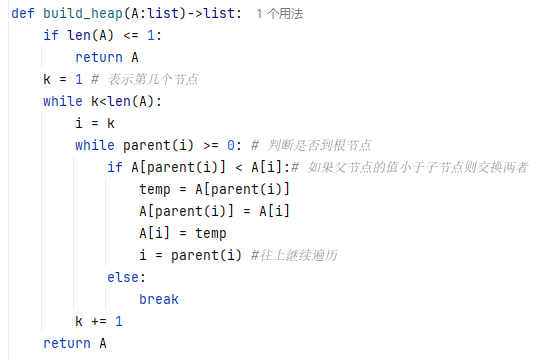 def build_heap(A:list)->list:  1 个用法
    if len(A) <= 1:
        return A
    k = 1 # 表示第几个节点
    while k<len(A):
        i = k
        while parent(i) >= 0: # 判断是否到根节点
            if A[parent(i)] < A[i]:# 如果父节点的值小于子节点则交换两者
                temp = A[parent(i)]
                A[parent(i)] = A[i]
                A[i] = temp
                i = parent(i) #往上继续遍历
            else:
                break
        k += 1
    return A